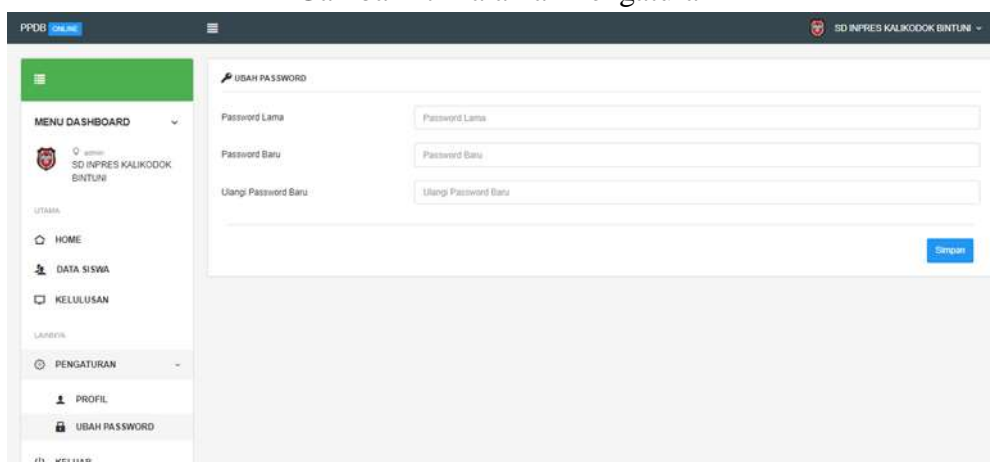 PPDB ONLINE
SD INPRES KALIKODOK BINTUNI
UBAH PASSWORD
MENU DASHBOARD
admin
SD INPRES KALIKODOK
BINTUNI
UTAMA
HOME
DATA SISWA
KELULUSAN
LAINNYA
PENGATURAN
PROFIL
UBAH PASSWORD
Password Lama
Password Lama
Password Baru
Password Baru
Ulangi Password Baru
Ulangi Password Baru
Simpan